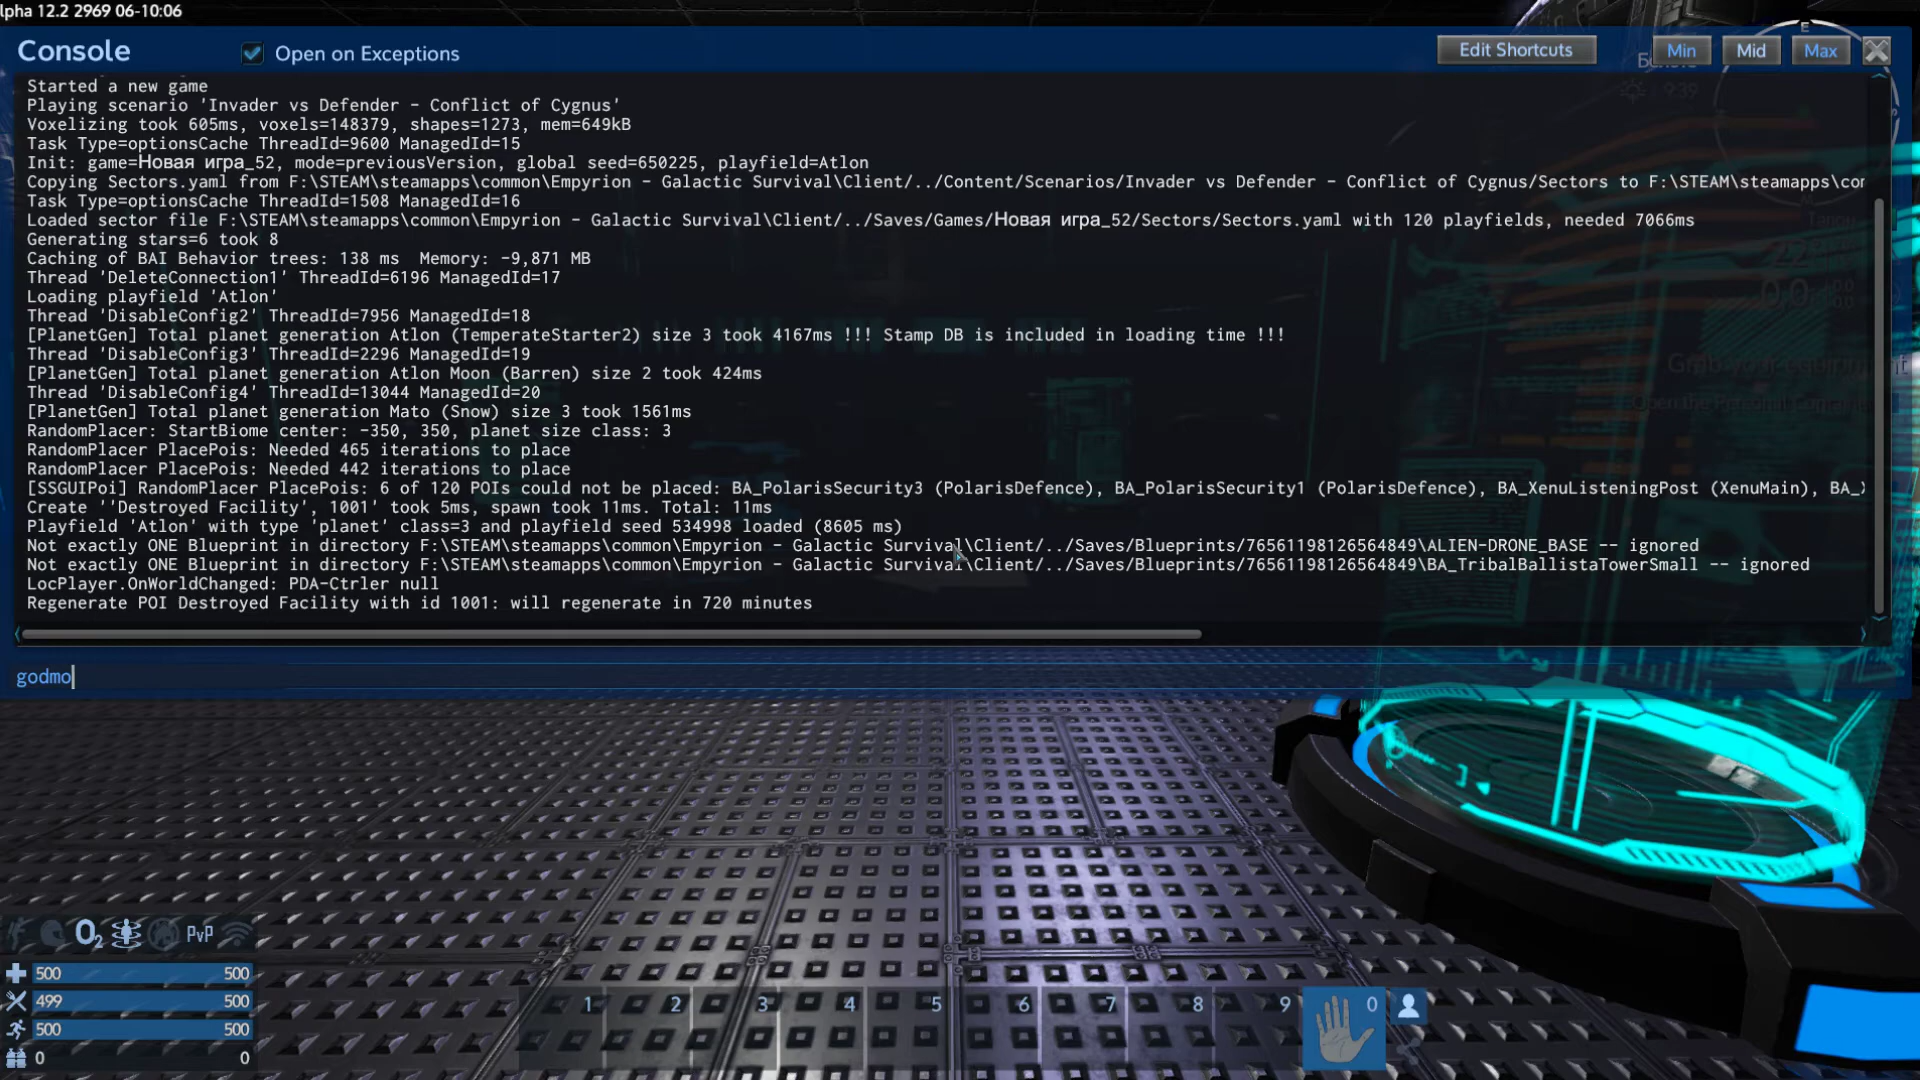 lpha 12.2 2969 06-10:06
Console
Open on Exceptions
Edit Shortcuts
Min
Mid
Max
E
Started a new game
Playing scenario 'Invader vs Defender - Conflict of Cygnus'
Voxelizing took 605ms, voxels=148379, shapes=1273, mem=649kB
Task Type=optionsCache ThreadId=9600 ManagedId=15
Init: game=Новая игра_52, mode=previousVersion, global seed=650225, playfield=Atlon
Copying Sectors.yaml from F:\STEAM\steamapps\common\Empyrion - Galactic Survival\Client/../Content/Scenarios/Invader vs Defender - Conflict of Cygnus/Sectors to F:\STEAM\steamapps\cor
Task Type=optionsCache ThreadId=1508 ManagedId=16
Loaded sector file F:\STEAM\steamapps\common\Empyrion - Galactic Survival\Client/../Saves/Games/Новая игра_52/Sectors/Sectors.yaml with 120 playfields, needed 7066ms
Generating stars=6 took 8
Caching of BAI Behavior trees: 138 ms  Memory: -9,871 MB
Thread 'DeleteConnection1' ThreadId=6196 ManagedId=17
Loading playfield 'Atlon'
Thread 'DisableConfig2' ThreadId=7956 ManagedId=18
[PlanetGen] Total planet generation Atlon (TemperateStarter2) size 3 took 4167ms !!! Stamp DB is included in loading time !!!
Thread 'DisableConfig3' ThreadId=2296 ManagedId=19
[PlanetGen] Total planet generation Atlon Moon (Barren) size 2 took 424ms
Thread 'DisableConfig4' ThreadId=13044 ManagedId=20
[PlanetGen] Total planet generation Mato (Snow) size 3 took 1561ms
RandomPlacer: StartBiome center: -350, 350, planet size class: 3
RandomPlacer PlacePois: Needed 465 iterations to place
RandomPlacer PlacePois: Needed 442 iterations to place
[SSGUIPoi] RandomPlacer PlacePois: 6 of 120 POIs could not be placed: BA_PolarisSecurity3 (PolarisDefence), BA_PolarisSecurity1 (PolarisDefence), BA_XenuListeningPost (XenuMain), BA_X
Create ''Destroyed Facility', 1001' took 5ms, spawn took 11ms. Total: 11ms
Playfield 'Atlon' with type 'planet' class=3 and playfield seed 534998 loaded (8605 ms)
Not exactly ONE Blueprint in directory F:\STEAM\steamapps\common\Empyrion - Galactic Survival\Client/../Saves/Blueprints/76561198126564849\ALIEN-DRONE_BASE -- ignored
Not exactly ONE Blueprint in directory F:\STEAM\steamapps\common\Empyrion - Galactic Survival\Client/../Saves/Blueprints/76561198126564849\BA_TribalBallistaTowerSmall -- ignored
LocPlayer.OnWorldChanged: PDA-Ctrler null
Regenerate POI Destroyed Facility with id 1001: will regenerate in 720 minutes
godmo
Grab your equipment
Open the Personal Container
O2
PvP
500 500
499 500
500 500
0 0
1 2 3 4 5 6 7 8 9 0